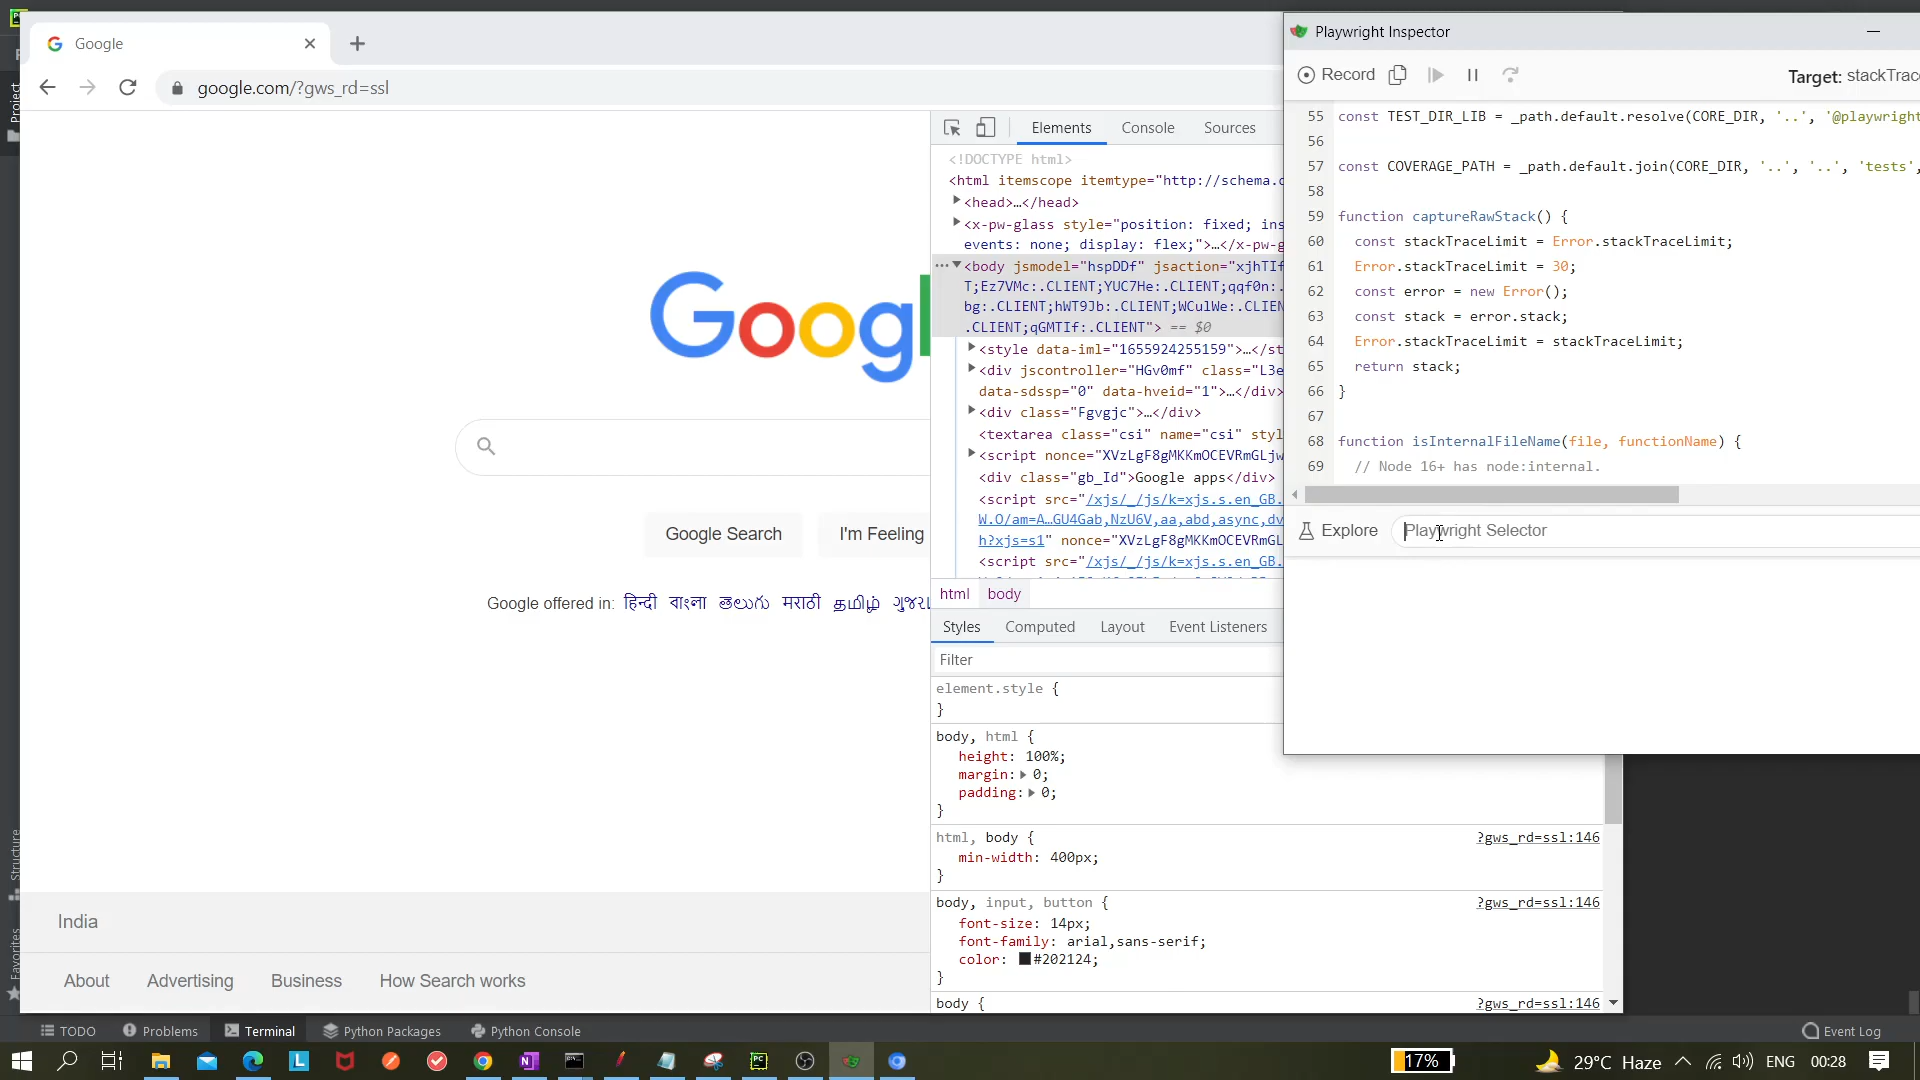 Google
google.com/?gws_rd=ssl
Google
Google Search
I'm Feeling
Google offered in: हिन्दी বাংলা తెలుగు मराठी தமிழ்
India
About Advertising Business How Search works
Elements Console Sources
<!DOCTYPE html>
<html itemscope itemtype="http://schema.o
<head>…</head>
<x-pw-glass style="position: fixed; ins
events: none; display: flex;">…</x-pw-g
<body jsmodel="hspDDf" jsaction="xjhTIf
T;Ez7VMc:.CLIENT;YUC7He:.CLIENT;qqf0n:.
bg:.CLIENT;hWT9Jb:.CLIENT;WCulWe:.CLIEN
.CLIENT;qGMTIf:.CLIENT"> == $0
<style data-iml="1655924255159">…</st
<div jscontroller="HGv0mf" class="L3e
data-sdssp="0" data-hveid="1">…</div>
<div class="Fgvgjc">…</div>
<textarea class="csi" name="csi" styl
<script nonce="XVzLgF8gMKKmOCEVRmGLjw
<div class="gb_Id">Google apps</div>
<script src="/xjs/_/js/k=xjs.s.en_GB.
W.O/am=A…GU4Gab,NzU6V,aa,abd,async,dv
h?xjs=s1" nonce="XVzLgF8gMKKmOCEVRmGL
<script src="/xjs/_/js/k=xjs.s.en_GB.
html body
Styles Computed Layout Event Listeners
Filter
element.style {
}
body, html {
height: 100%;
margin: 0;
padding: 0;
}
html, body { ?gws_rd=ssl:146
min-width: 400px;
}
body, input, button { ?gws_rd=ssl:146
font-size: 14px;
font-family: arial,sans-serif;
color: #202124;
}
body { ?gws_rd=ssl:146
Playwright Inspector
Record
Target: stackTrac
55 const TEST_DIR_LIB = _path.default.resolve(CORE_DIR, '..', '@playwright
56
57 const COVERAGE_PATH = _path.default.join(CORE_DIR, '..', '..', 'tests',
58
59 function captureRawStack() {
60 const stackTraceLimit = Error.stackTraceLimit;
61 Error.stackTraceLimit = 30;
62 const error = new Error();
63 const stack = error.stack;
64 Error.stackTraceLimit = stackTraceLimit;
65 return stack;
66 }
67
68 function isInternalFileName(file, functionName) {
69 // Node 16+ has node:internal.
Explore
Playwright Selector
Project
Structure
Favorites
TODO Problems Terminal Python Packages Python Console Event Log
17% 29°C Haze ENG 00:28